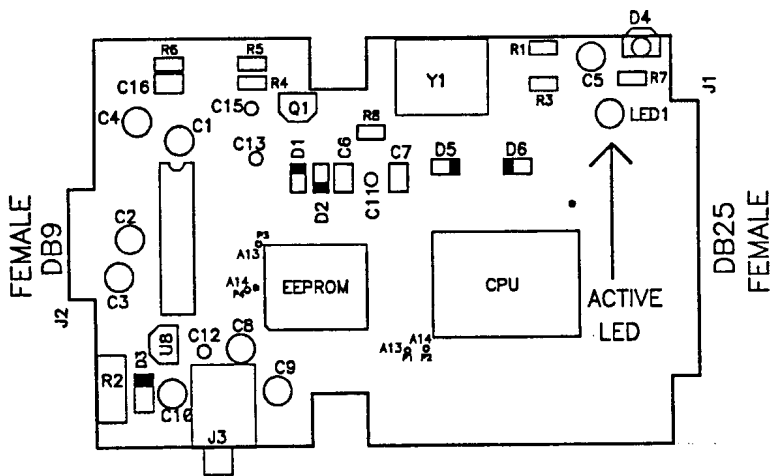 D4
R6
R5
R1
C16
R4
Y1
C5
R7
J1
R3
C15
Q1
C4
C1
R8
LED1
C13
D1
C6
C7
D5
D6
D2
C11
FEMALE
DB9
C2
P3
A13
DB25
FEMALE
C3
A14
P4
EEPROM
CPU
ACTIVE
LED
J2
U8
C12
C8
A14
A13
P1
P2
R2
D3
C9
C10
J3